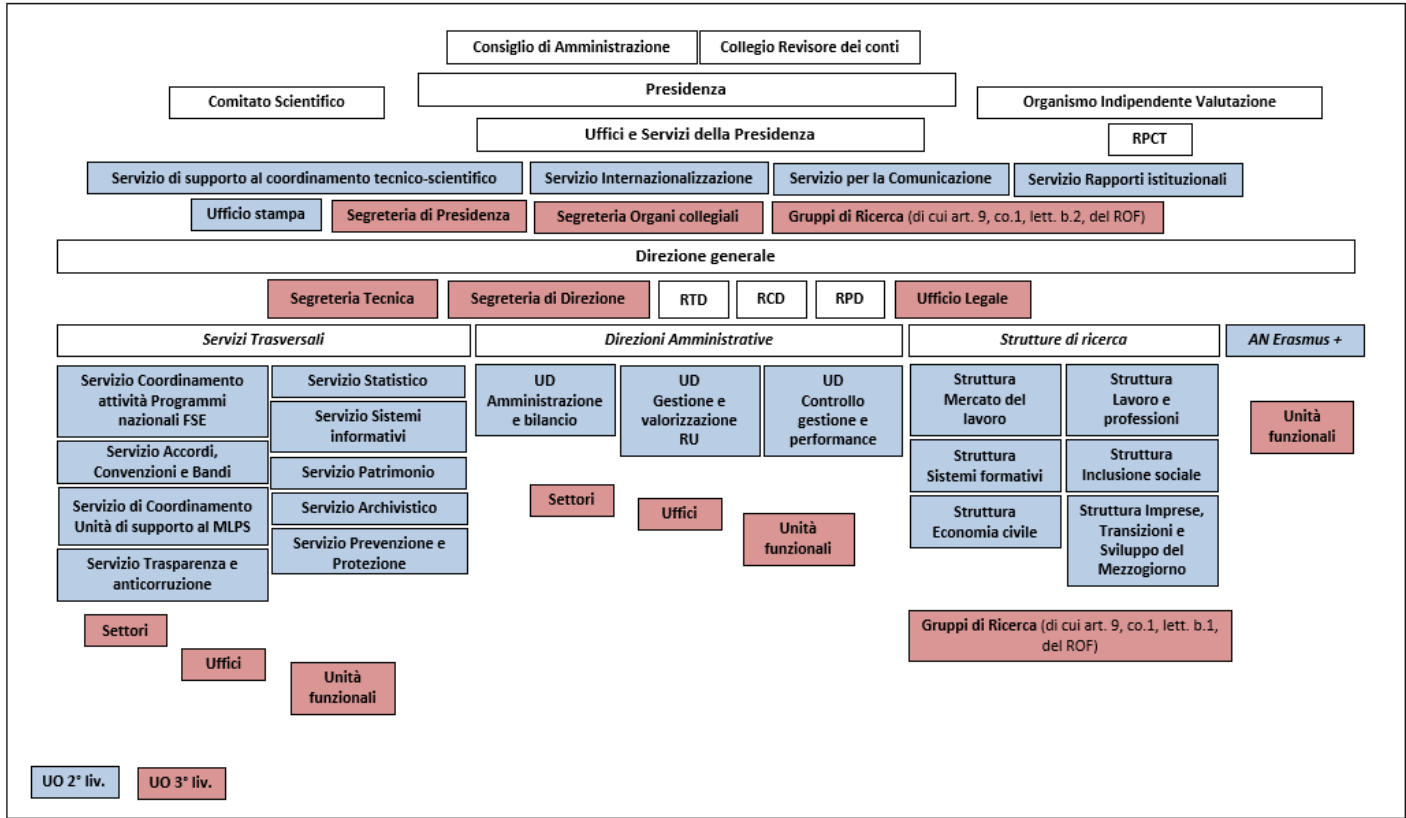 Consiglio di Amministrazione
Collegio Revisore dei conti
Presidenza
Comitato Scientifico
Organismo Indipendente Valutazione
Uffici e Servizi della Presidenza
RPCT
Servizio di supporto al coordinamento tecnico-scientifico
Servizio Internazionalizzazione
Servizio per la Comunicazione
Servizio Rapporti istituzionali
Ufficio stampa
Segreteria di Presidenza
Segreteria Organi collegiali
Gruppi di Ricerca (di cui art. 9, co.1, lett. b.2, del ROF)
Direzione generale
Segreteria Tecnica
Segreteria di Direzione
RTD
RCD
RPD
Ufficio Legale
Servizi Trasversali
Direzioni Amministrative
Strutture di ricerca
AN Erasmus +
Servizio Coordinamento
attività Programmi
nazionali FSE
Servizio Accordi,
Convenzioni e Bandi
Servizio di Coordinamento
Unità di supporto al MLPS
Servizio Trasparenza e
anticorruzione
Servizio Statistico
Servizio Sistemi
informativi
Servizio Patrimonio
Servizio Archivistico
Servizio Prevenzione e
Protezione
Settori
Uffici
Unità
funzionali
UD
Amministrazione
e bilancio
UD
Gestione e
valorizzazione
RU
UD
Controllo
gestione e
performance
Settori
Uffici
Unità
funzionali
Struttura
Mercato del
lavoro
Struttura
Lavoro e
professioni
Struttura
Sistemi formativi
Struttura
Inclusione sociale
Struttura
Economia civile
Struttura Imprese,
Transizioni e
Sviluppo del
Mezzogiorno
Gruppi di Ricerca (di cui art. 9, co.1, lett. b.1,
del ROF)
Unità
funzionali
UO 2° liv.
UO 3° liv.